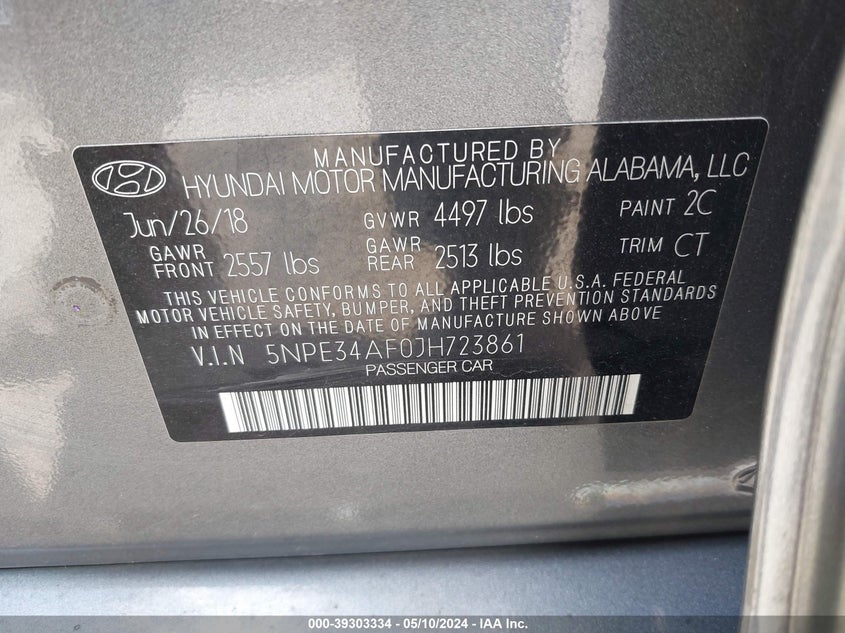 MANUFACTURED BY
HYUNDAI MOTOR MANUFACTURING ALABAMA, LLC
Jun/26/18 GVWR 4497 lbs PAINT 2C
GAWR FRONT 2557 lbs GAWR REAR 2513 lbs TRIM CT
THIS VEHICLE CONFORMS TO ALL APPLICABLE U.S.A. FEDERAL
MOTOR VEHICLE SAFETY, BUMPER, AND THEFT PREVENTION STANDARDS
IN EFFECT ON THE DATE OF MANUFACTURE SHOWN ABOVE
V.I.N 5NPE34AF0JH723861
PASSENGER CAR
000-39303334 - 05/10/2024 - IAA Inc.